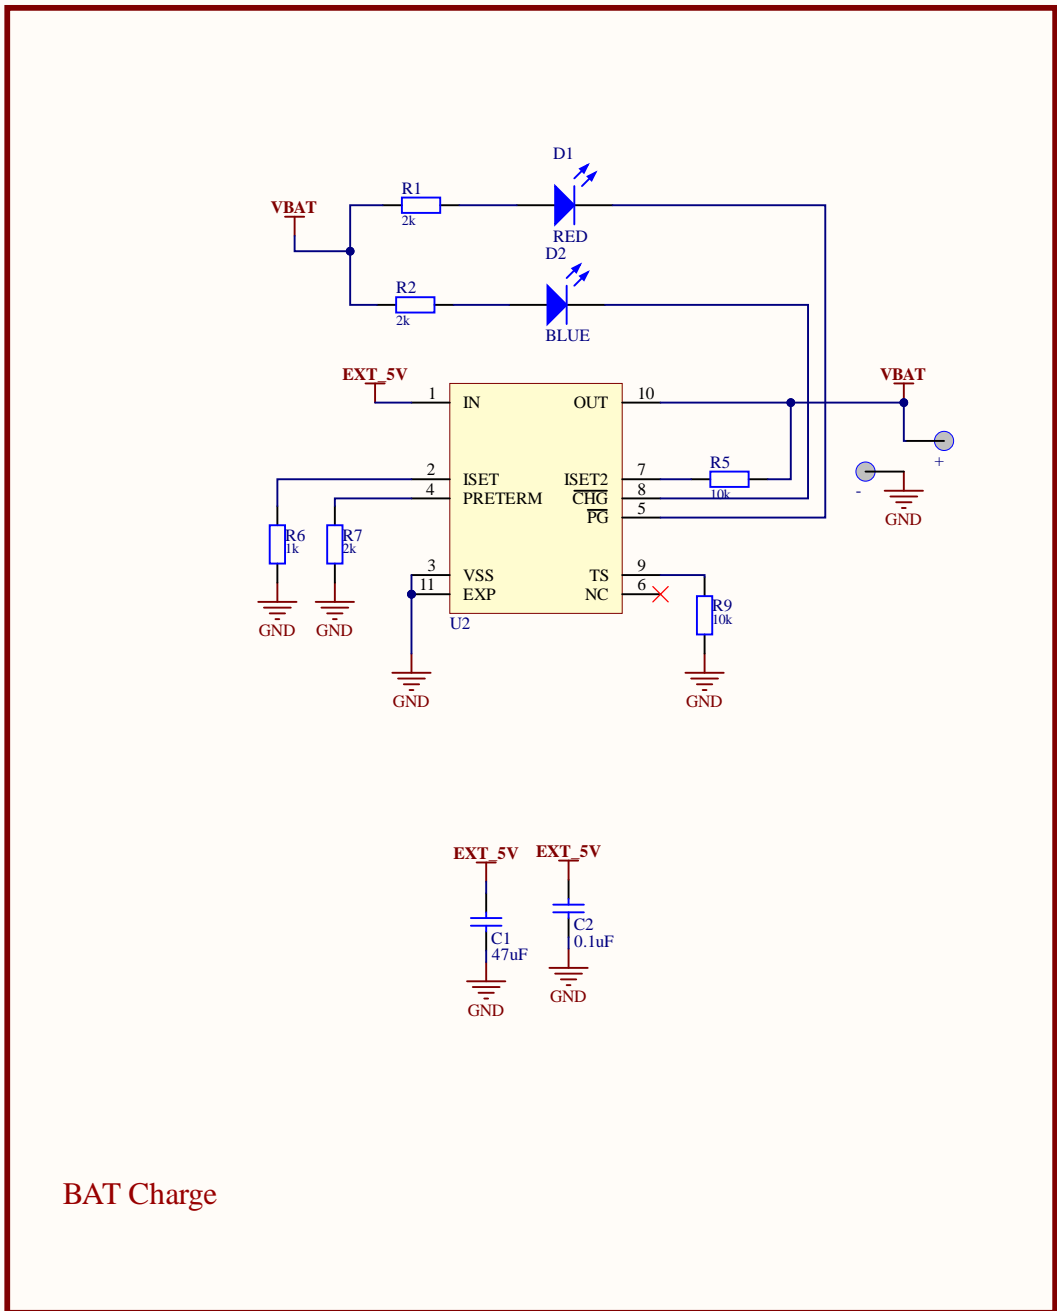 D1
R1
VBAT
2k
RED
D2
R2
2k
BLUE
EXT_5V
VBAT
1 IN OUT 10
+
2 ISET ISET2 7 R5
10k
4 PRETERM CHG 8
-
PG 5
GND
R6
1k
R7
2k
3 VSS TS 9
11 EXP NC 6
R9
10k
U2
GND
GND
GND
GND
EXT_5V
EXT_5V
C2
0.1uF
C1
47uF
GND
GND
BAT Charge